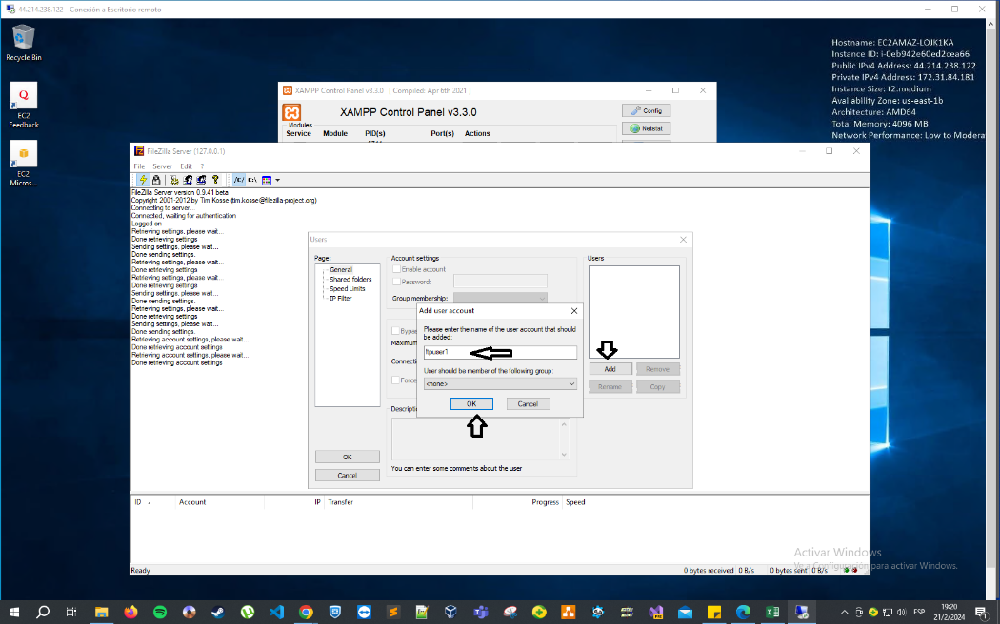 44.214.238.122 - Conexión a Escritorio remoto
Recycle Bin
EC2
Feedback
EC2
Micros...
Hostname: EC2AMAZ-LOJK1KA
Instance ID: i-0eb942e60ed2cea66
Public IPv4 Address: 44.214.238.122
Private IPv4 Address: 172.31.84.181
Instance Size: t2.medium
Availability Zone: us-east-1b
Architecture: AMD64
Total Memory: 4096 MB
Network Performance: Low to Modera
XAMPP Control Panel v3.3.0 [ Compiled: Apr 6th 2021 ]
XAMPP Control Panel v3.3.0
Modules
Service Module PID(s) Port(s) Actions
Config
Netstat
FileZilla Server (127.0.0.1)
File Server Edit ?
/C/ C:\
FileZilla Server version 0.9.41 beta
Copyright 2001-2012 by Tim Kosse (tim.kosse@filezilla-project.org)
Connecting to server...
Connected, waiting for authentication
Logged on
Retrieving settings, please wait...
Done retrieving settings
Sending settings, please wait...
Done sending settings.
Retrieving settings, please wait...
Done retrieving settings
Retrieving settings, please wait...
Done retrieving settings
Sending settings, please wait...
Done sending settings.
Retrieving settings, please wait...
Done retrieving settings
Sending settings, please wait...
Done sending settings.
Retrieving account settings, please wait...
Done retrieving account settings
Retrieving account settings, please wait...
Done retrieving account settings
Users
Page:
General
Shared folders
Speed Limits
IP Filter
OK
Cancel
Account settings
Enable account
Password:
Group membership:
Bypas
Maximum
Connecti
Force
Descriptio
You can enter some comments about the user
Users
Add Remove
Rename Copy
Add user account
Please enter the name of the user account that should
be added:
ftpuser1
User should be member of the following group:
<none>
OK Cancel
ID / Account IP Transfer Progress Speed
Ready
0 bytes received 0 B/s 0 bytes sent 0 B/s
Activar Windows
Ve a Configuración para activar Windows.
ESP
19:20
21/2/2024